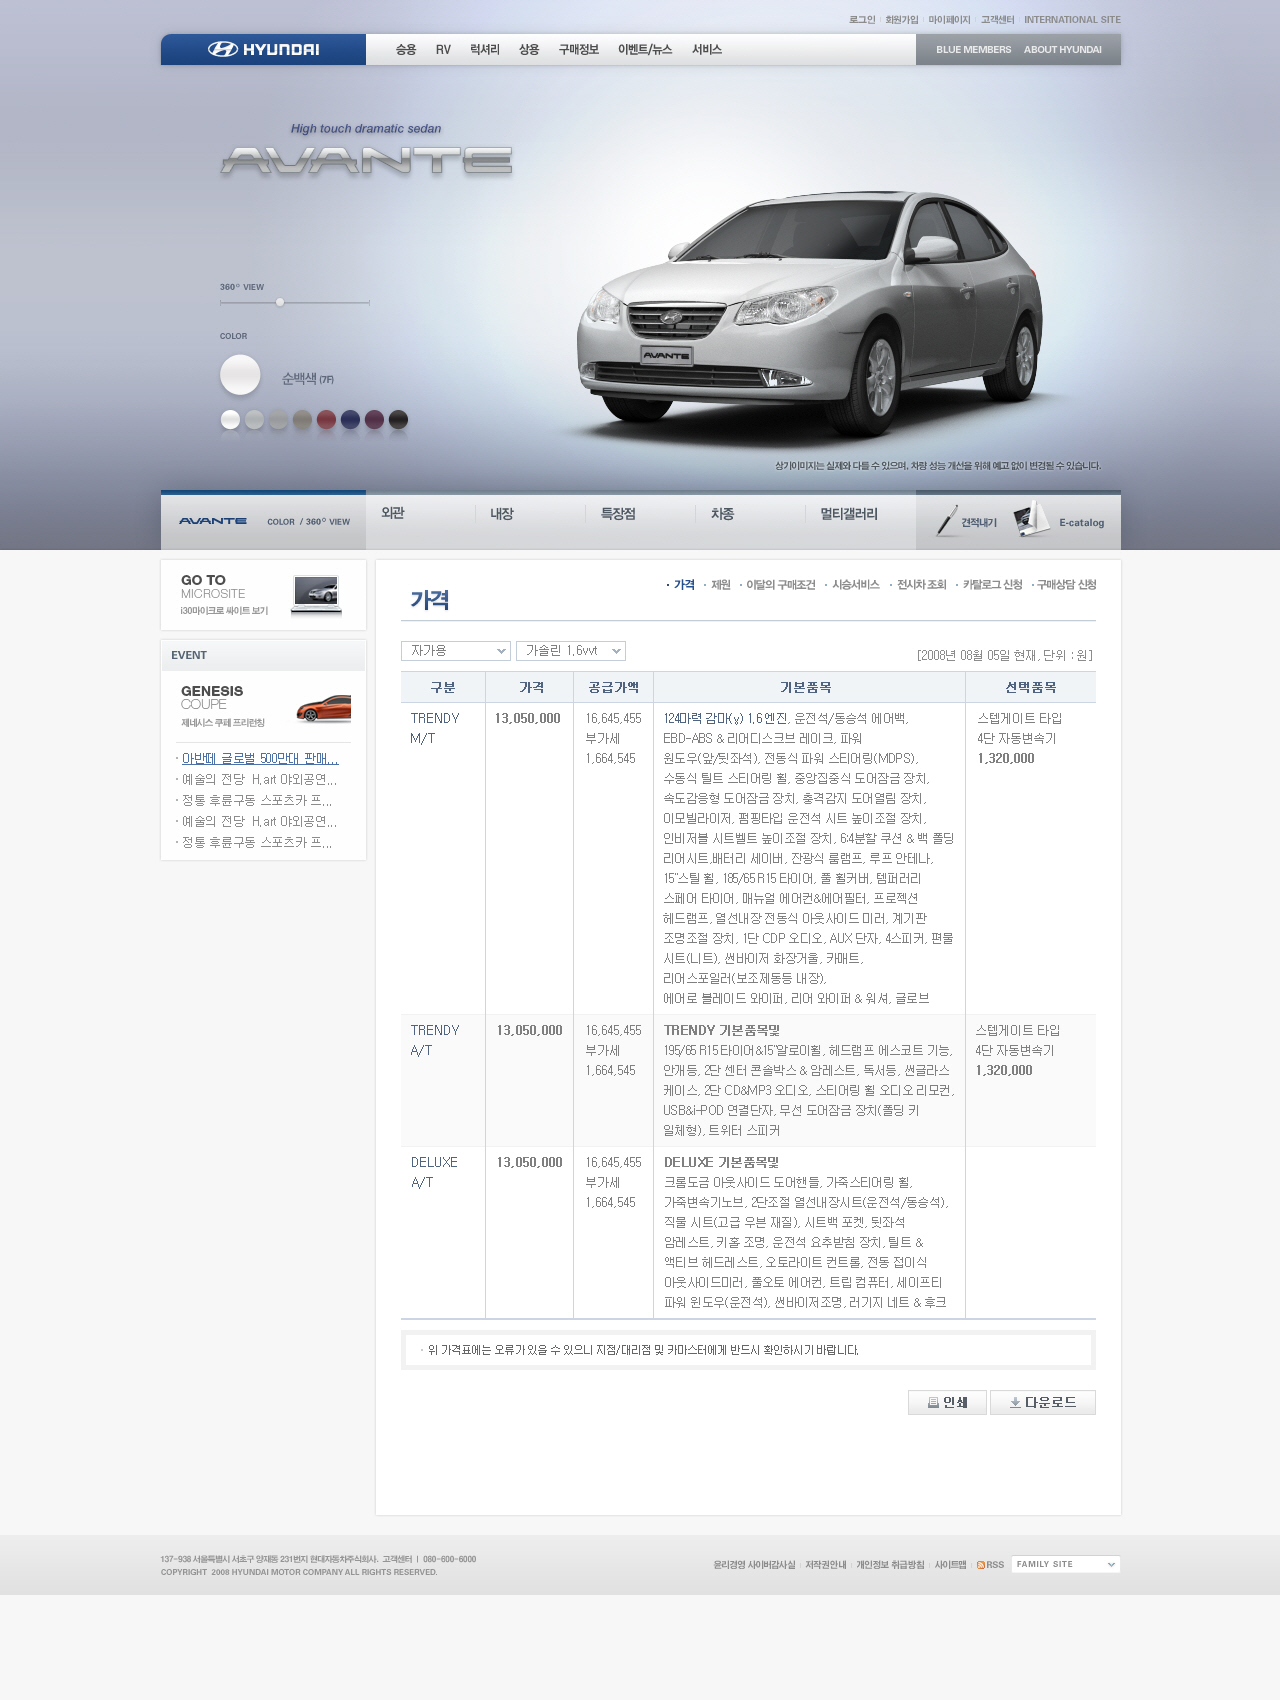 로그인 회원가입 마이페이지 고객센터 INTERNATIONAL SITE
HYUNDAI 승용 RV 럭셔리 상용 구매정보 이벤트/뉴스 서비스 BLUE MEMBERS ABOUT HYUNDAI
High touch dramatic sedan
AVANTE
360° VIEW
COLOR
순백색 (7F)
AVANTE
상기이미지는 실제와 다를 수 있으며, 차량 성능 개선을 위해 예고 없이 변경될 수 있습니다.
AVANTE COLOR / 360° VIEW 외관 내장 특장점 차종 멀티갤러리 견적내기 E-catalog
GO TO
MICROSITE
i30마이크로 싸이트 보기
EVENT
GENESIS
COUPE
제네시스 쿠페 프리런칭
· 아반떼 글로벌 500만대 판매...
· 예술의 전당 H.art 야외공연...
· 정통 후륜구동 스포츠카 프...
· 예술의 전당 H.art 야외공연...
· 정통 후륜구동 스포츠카 프...
· 가격 · 제원 · 이달의 구매조건 · 시승서비스 · 전시차 조회 · 카탈로그 신청 · 구매상담 신청
가격
자가용 가솔린 1.6vvt
[2008년 08월 05일 현재, 단위 : 원]
구분 가격 공급가액 기본품목 선택품목
TRENDY
M/T
13,050,000
16,645,455
부가세
1,664,545
124마력 감마(γ) 1.6 엔진, 운전석/동승석 에어백,
EBD-ABS & 리어디스크브 레이크, 파워
윈도우(앞/뒷좌석), 전동식 파워 스티어링(MDPS),
수동식 틸트 스티어링 휠, 중앙집중식 도어잠금 장치,
속도감응형 도어잠금 장치, 충격감지 도어열림 장치,
이모빌라이저, 펌핑타입 운전석 시트 높이조절 장치,
인비저블 시트벨트 높이조절 장치, 6:4분할 쿠션 & 백 폴딩
리어시트,배터리 세이버, 잔광식 룸램프, 루프 안테나,
15"스틸 휠, 185/65 R15 타이어, 풀 휠커버, 템퍼러리
스페어 타이어, 매뉴얼 에어컨&에어필터, 프로젝션
헤드램프, 열선내장 전동식 아웃사이드 미러, 계기판
조명조절 장치, 1단 CDP 오디오, AUX 단자, 4스피커, 편물
시트(니트), 썬바이저 화장거울, 카매트,
리어스포일러(보조제동등 내장),
에어로 블레이드 와이퍼, 리어 와이퍼 & 워셔, 글로브
스텝게이트 타입
4단 자동변속기
1,320,000
TRENDY
A/T
13,050,000
16,645,455
부가세
1,664,545
TRENDY 기본품목및
195/65 R15 타이어&15"알로이휠, 헤드램프 에스코트 기능,
안개등, 2단 센터 콘솔박스 & 암레스트, 독서등, 썬글라스
케이스, 2단 CD&MP3 오디오, 스티어링 휠 오디오 리모컨,
USB&i-POD 연결단자, 무선 도어잠금 장치(폴딩 키
일체형), 트위터 스피커
스텝게이트 타입
4단 자동변속기
1,320,000
DELUXE
A/T
13,050,000
16,645,455
부가세
1,664,545
DELUXE 기본품목및
크롬도금 아웃사이드 도어핸들, 가죽스티어링 휠,
가죽변속기노브, 2단조절 열선내장시트(운전석/동승석),
직물 시트(고급 우븐 재질), 시트백 포켓, 뒷좌석
암레스트, 키홀 조명, 운전석 요추받침 장치, 틸트 &
액티브 헤드레스트, 오토라이트 컨트롤, 전동 접이식
아웃사이드미러, 풀오토 에어컨, 트립 컴퓨터, 세이프티
파워 윈도우(운전석), 썬바이저조명, 러기지 네트 & 후크
· 위 가격표에는 오류가 있을 수 있으니 지점/대리점 및 카마스터에게 반드시 확인하시기 바랍니다.
인쇄 다운로드
137-938 서울특별시 서초구 양재동 231번지 현대자동차주식회사. 고객센터 | 080-600-6000
COPYRIGHT 2008 HYUNDAI MOTOR COMPANY ALL RIGHTS RESERVED.
윤리경영 사이버감사실 저작권안내 개인정보 취급방침 사이트맵 RSS FAMILY SITE